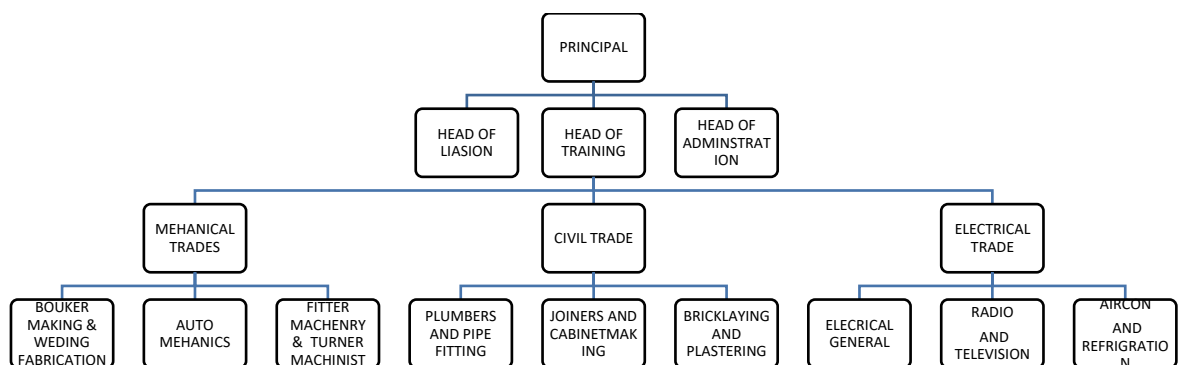 PRINCIPAL
HEAD OF
LIASION
HEAD OF
TRAINING
HEAD OF
ADMINSTRAT
ION
MEHANICAL
TRADES
CIVIL TRADE
ELECTRICAL
TRADE
BOUKER
MAKING &
WEDING
FABRICATION
AUTO
MEHANICS
FITTER
MACHENRY
& TURNER
MACHINIST
PLUMBERS
AND PIPE
FITTING
JOINERS AND
CABINETMAK
ING
BRICKLAYING
AND
PLASTERING
ELECRICAL
GENERAL
RADIO
AND
TELEVISION
AIRCON
AND
REFRIGRATIO
N